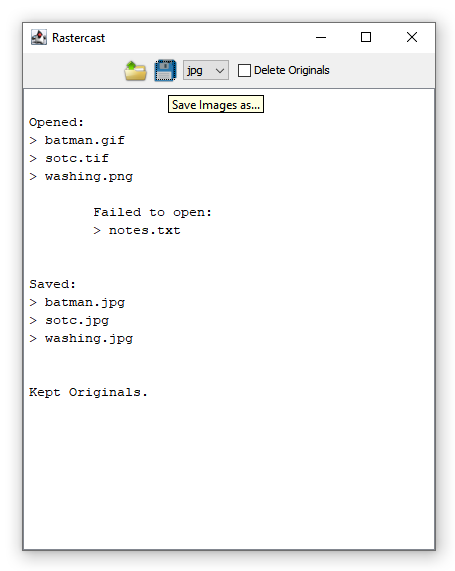 Rastercast
jpg
Delete Originals
Save Images as...
Opened:
> batman.gif
> sotc.tif
> washing.png
Failed to open:
> notes.txt
Saved:
> batman.jpg
> sotc.jpg
> washing.jpg
Kept Originals.